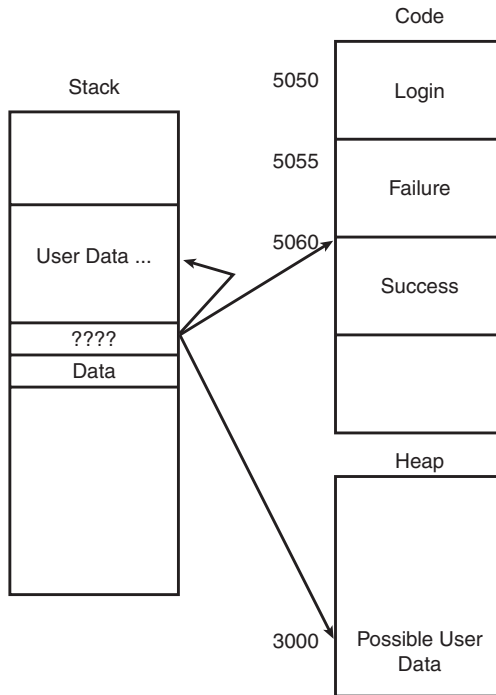 Code
5050
Login
Stack
5055
Failure
User Data ...
5060
Success
????
Data
Heap
3000
Possible User
Data